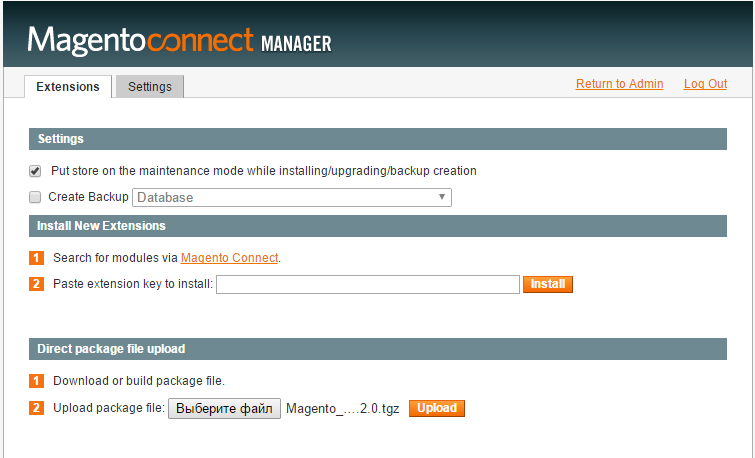 Magentoconnect MANAGER
Extensions Settings Return to Admin Log Out
Settings
Put store on the maintenance mode while installing/upgrading/backup creation
Create Backup Database
Install New Extensions
1 Search for modules via Magento Connect.
2 Paste extension key to install: Install
Direct package file upload
1 Download or build package file.
2 Upload package file: Выберите файл Magento_....2.0.tgz Upload